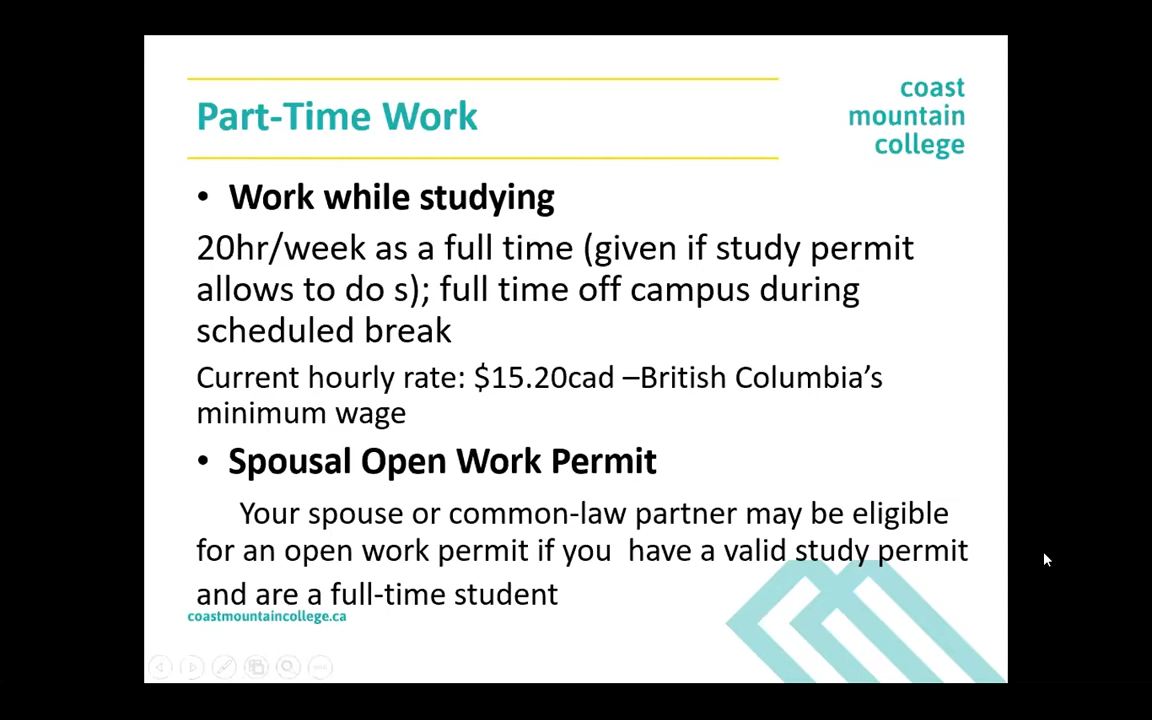 Part-Time Work
coast
mountain
college
• Work while studying
20hr/week as a full time (given if study permit
allows to do s); full time off campus during
scheduled break
Current hourly rate: $15.20cad –British Columbia’s
minimum wage
• Spousal Open Work Permit
Your spouse or common-law partner may be eligible
for an open work permit if you  have a valid study permit
and are a full-time student
coastmountaincollege.ca